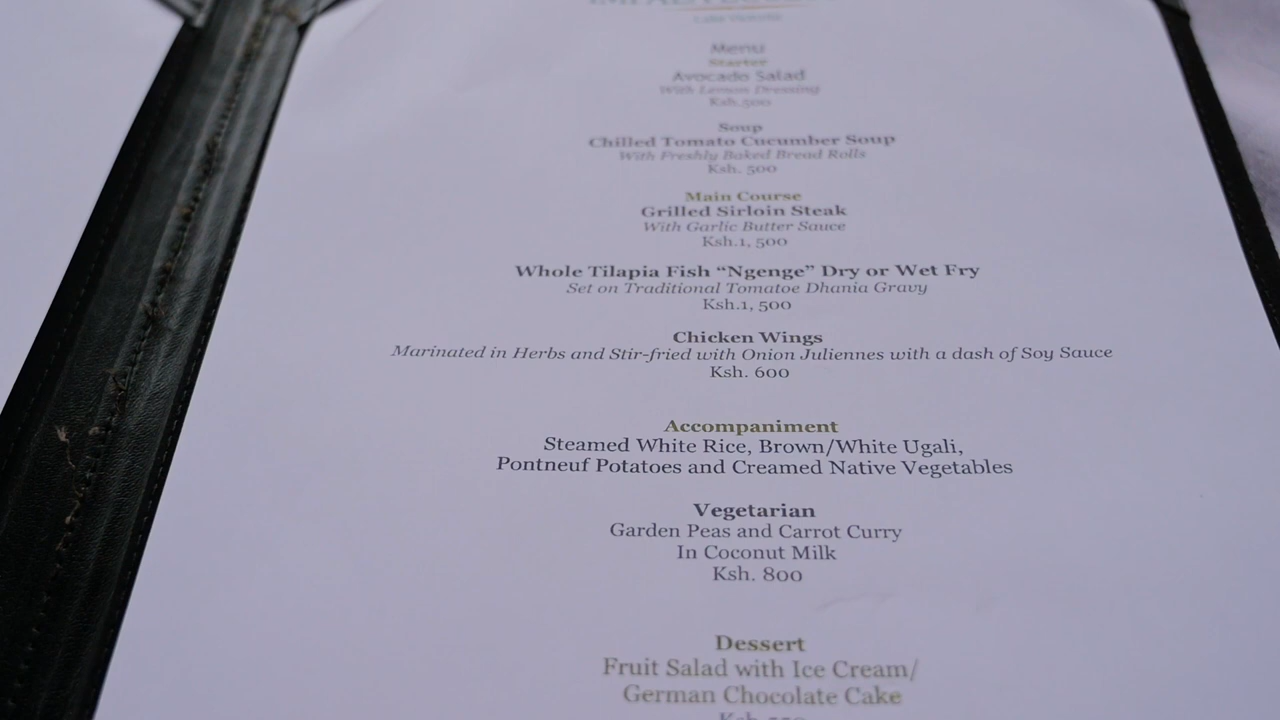 Lake Victoria
Menu
Starter
Avocado Salad
With Lemon Dressing
Ksh.500
Soup
Chilled Tomato Cucumber Soup
With Freshly Baked Bread Rolls
Ksh. 500
Main Course
Grilled Sirloin Steak
With Garlic Butter Sauce
Ksh.1, 500
Whole Tilapia Fish “Ngenge” Dry or Wet Fry
Set on Traditional Tomatoe Dhania Gravy
Ksh.1, 500
Chicken Wings
Marinated in Herbs and Stir-fried with Onion Juliennes with a dash of Soy Sauce
Ksh. 600
Accompaniment
Steamed White Rice, Brown/White Ugali,
Pontneuf Potatoes and Creamed Native Vegetables
Vegetarian
Garden Peas and Carrot Curry
In Coconut Milk
Ksh. 800
Dessert
Fruit Salad with Ice Cream/
German Chocolate Cake
Ksh.